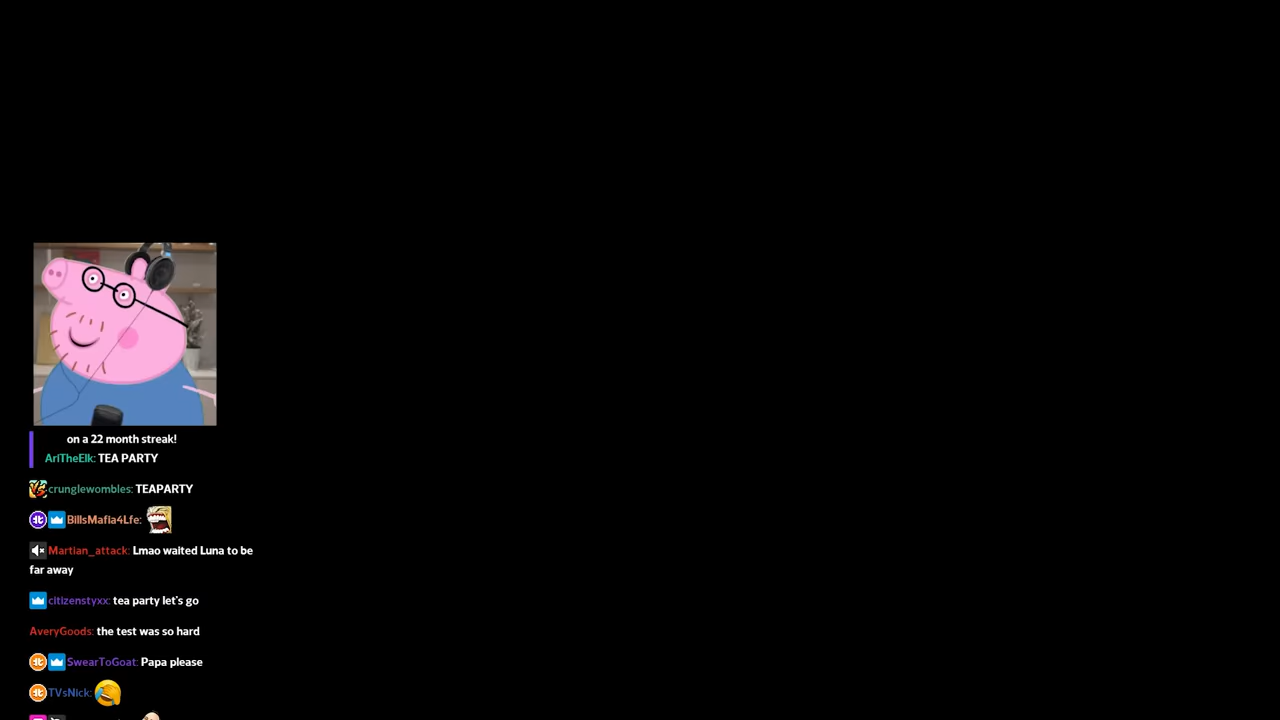 on a 22 month streak!
AriTheElk: TEA PARTY
crunglewombles: TEAPARTY
BillsMafia4Lfe:
Martian_attack: Lmao waited Luna to be
far away
citizenstyxx: tea party let's go
AveryGoods: the test was so hard
SwearToGoat: Papa please
TVsNick: